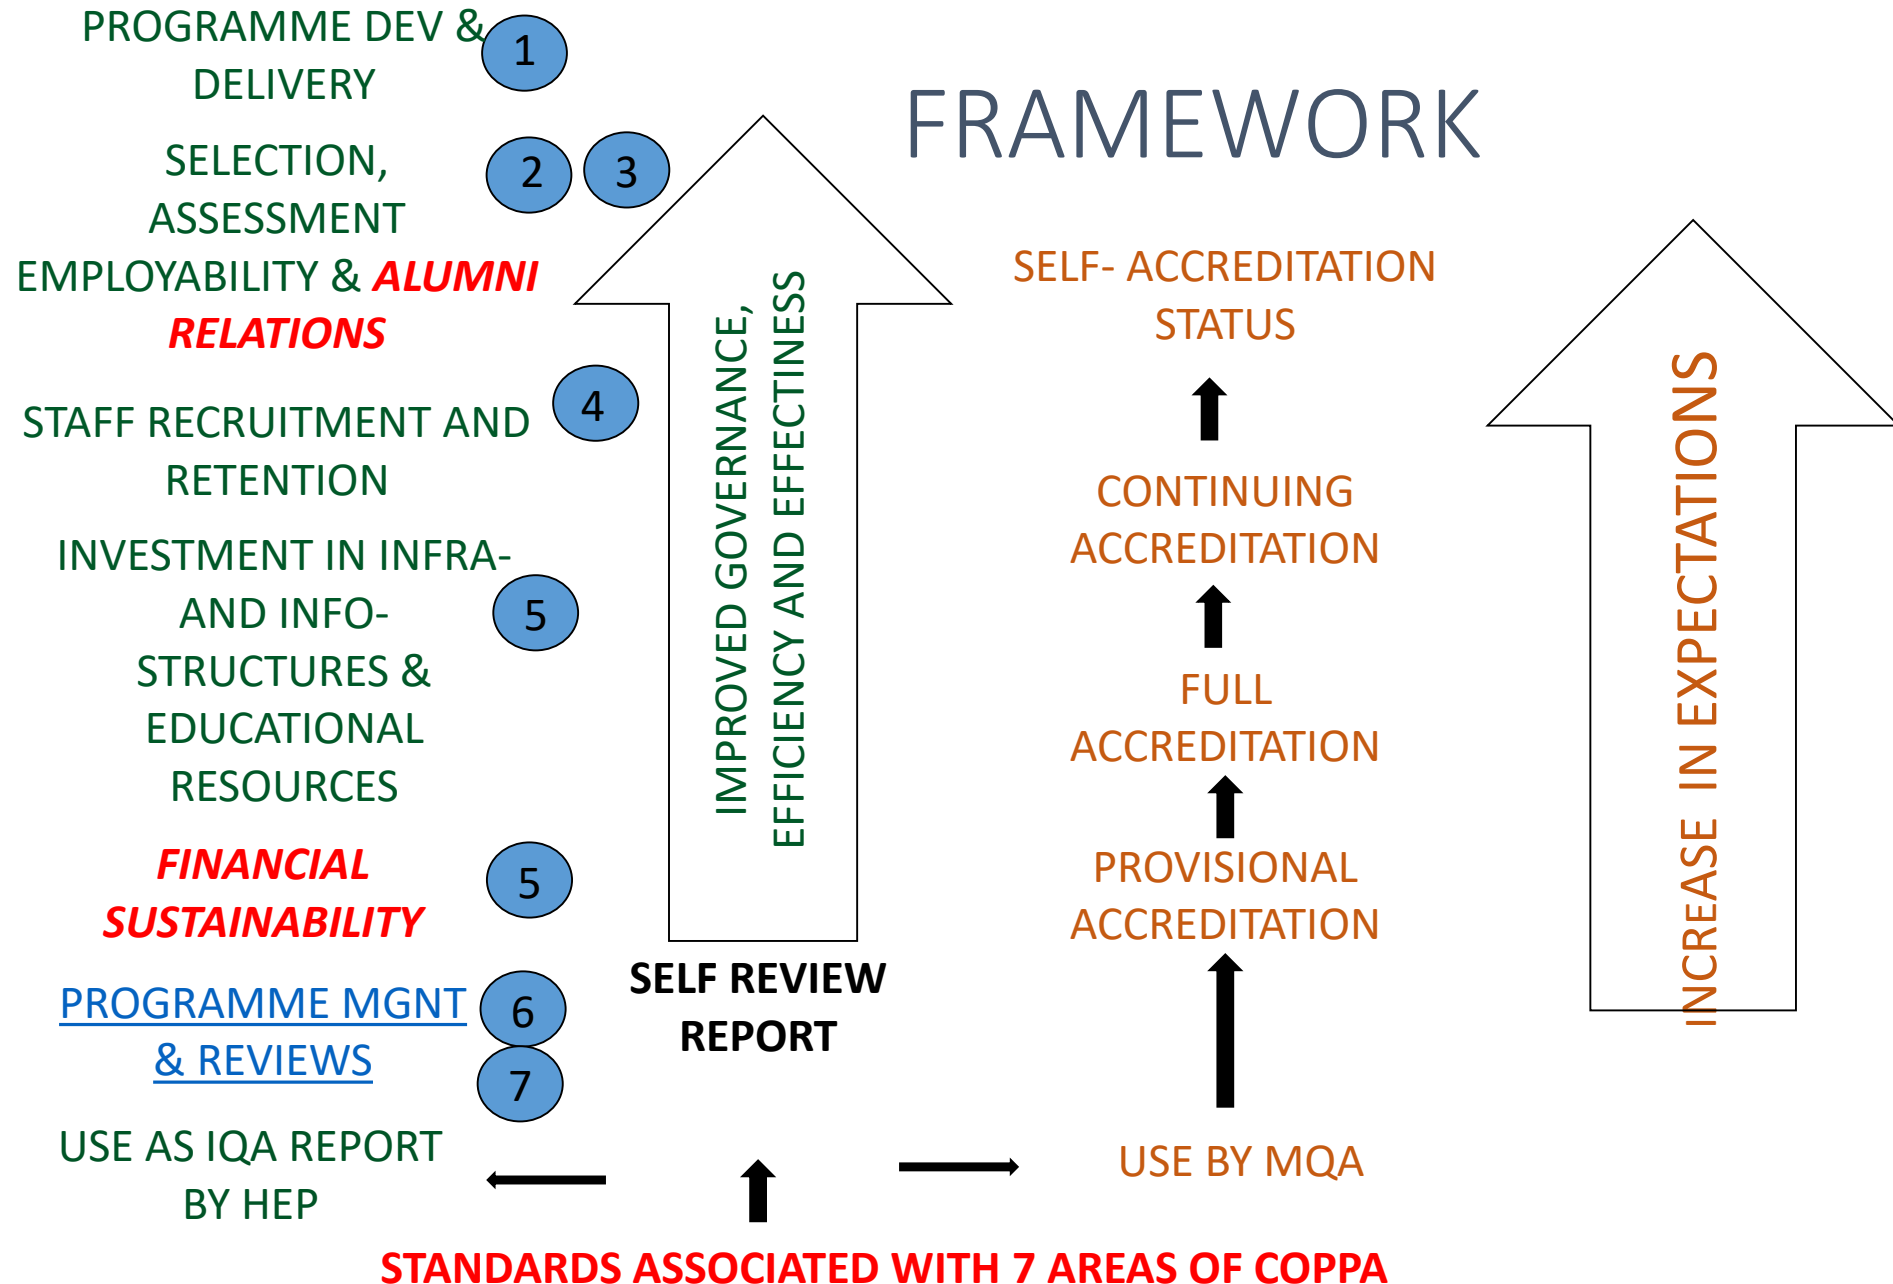 PROGRAMME DEV &
DELIVERY
1
FRAMEWORK
SELECTION,
ASSESSMENT
EMPLOYABILITY & ALUMNI
RELATIONS
2
3
STAFF RECRUITMENT AND
RETENTION
4
INVESTMENT IN INFRA-
AND INFO-
STRUCTURES &
EDUCATIONAL
RESOURCES
5
FINANCIAL
SUSTAINABILITY
5
PROGRAMME MGNT
& REVIEWS
6
7
USE AS IQA REPORT
BY HEP
IMPROVED GOVERNANCE,
EFFICIENCY AND EFFECTINESS
SELF REVIEW
REPORT
SELF- ACCREDITATION
STATUS
CONTINUING
ACCREDITATION
FULL
ACCREDITATION
PROVISIONAL
ACCREDITATION
USE BY MQA
INCREASE IN EXPECTATIONS
STANDARDS ASSOCIATED WITH 7 AREAS OF COPPA